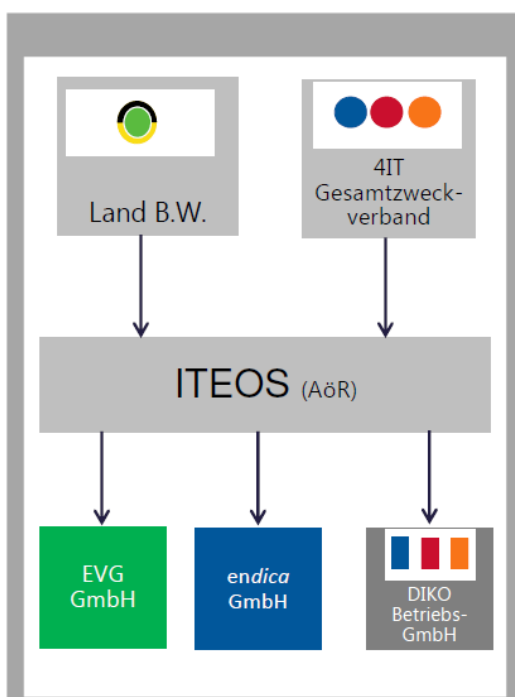 Land B.W.
4IT
Gesamtzweck-
verband
ITEOS (AöR)
EVG
GmbH
endica
GmbH
DIKO
Betriebs-
GmbH